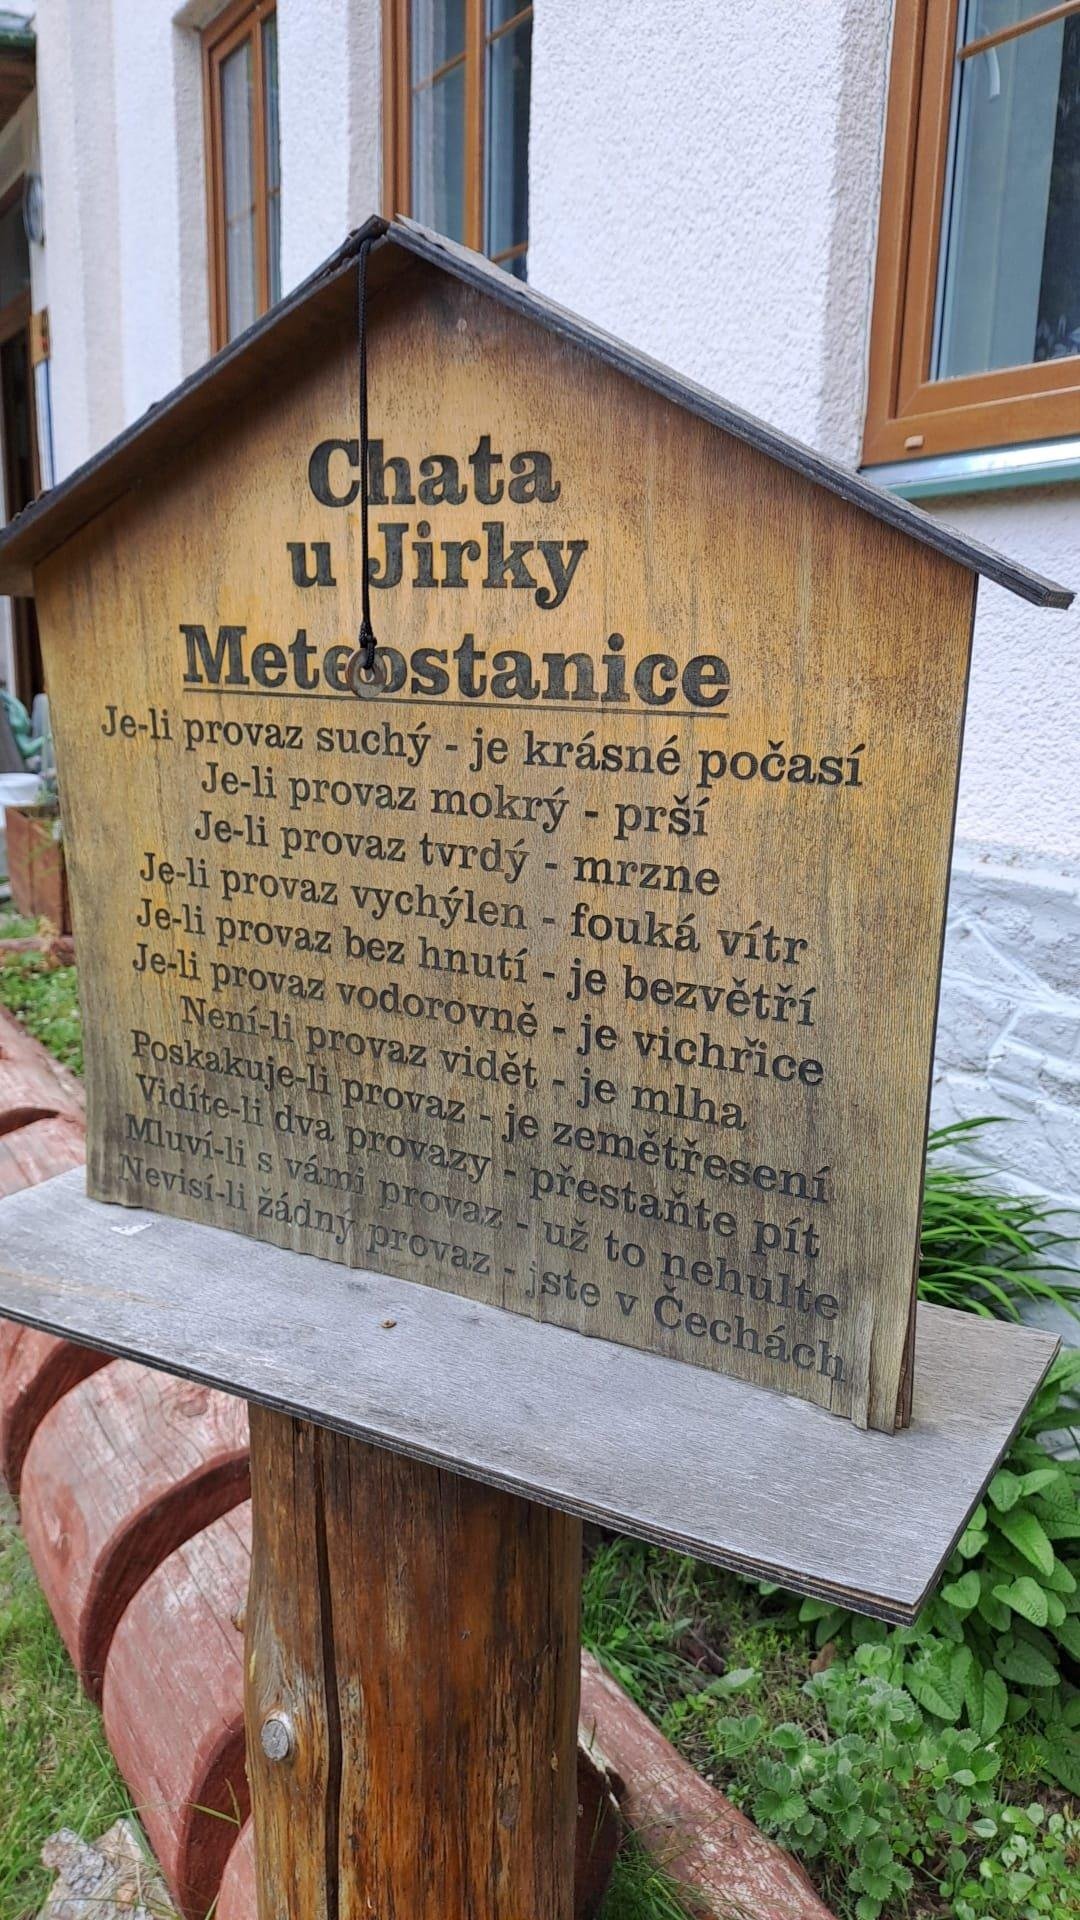 Chata
u Jirky
Meteostanice
Je-li provaz suchý - je krásné počasí
Je-li provaz mokrý - prší
Je-li provaz tvrdý - mrzne
Je-li provaz vychýlen - fouká vítr
Je-li provaz bez hnutí - je bezvětří
Je-li provaz vodorovně - je vichřice
Není-li provaz vidět - je mlha
Poskakuje-li provaz - je zemětřesení
Vidíte-li dva provazy - přestaňte pít
Mluví-li s vámi provaz - už to nehulte
Nevisí-li žádný provaz - jste v Čechách